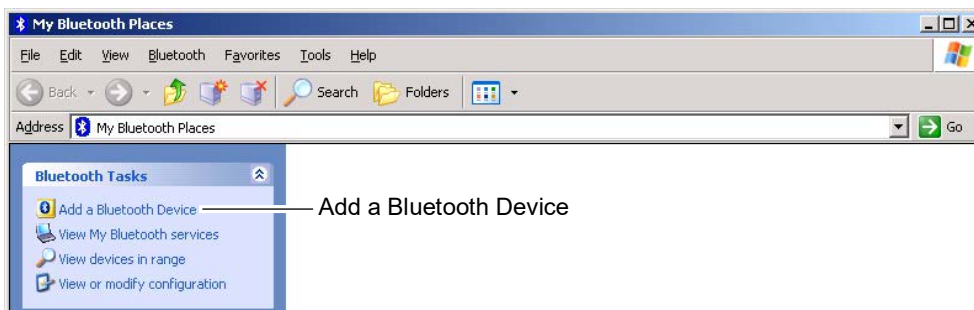 My Bluetooth Places
File Edit View Bluetooth Favorites Tools Help
Back Search Folders
Address My Bluetooth Places Go
Bluetooth Tasks
Add a Bluetooth Device Add a Bluetooth Device
View My Bluetooth services
View devices in range
View or modify configuration